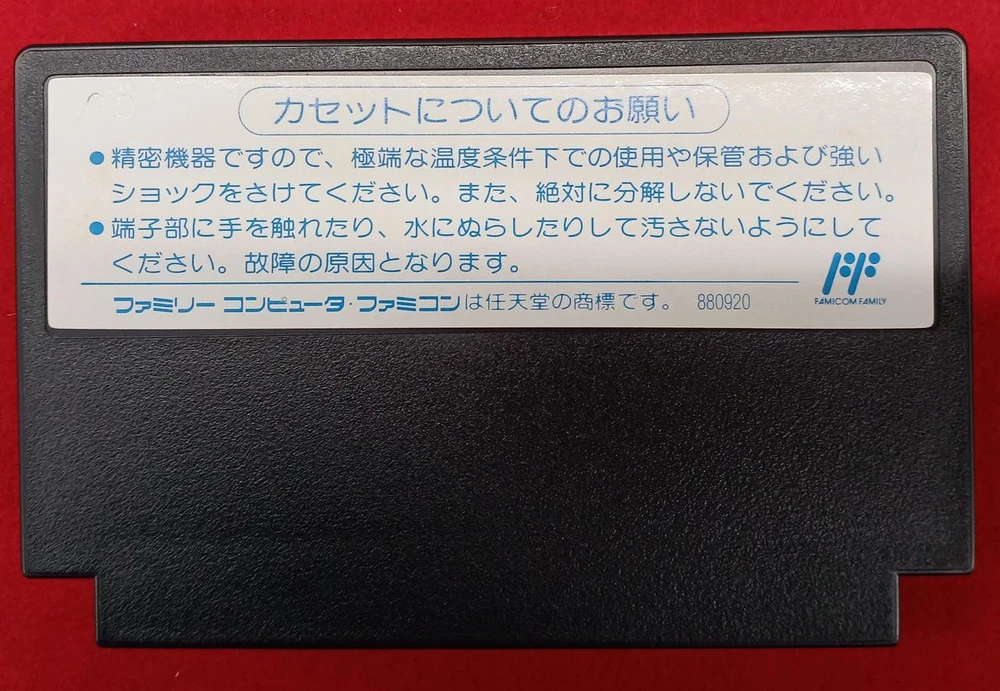 カセットについてのお願い
●精密機器ですので、極端な温度条件下での使用や保管および強い
ショックをさけてください。また、絶対に分解しないでください。
●端子部に手を触れたり、水にぬらしたりして汚さないようにして
ください。故障の原因となります。
FAMICOM FAMILY
ファミリー コンピュータ・ファミコンは任天堂の商標です。 880920